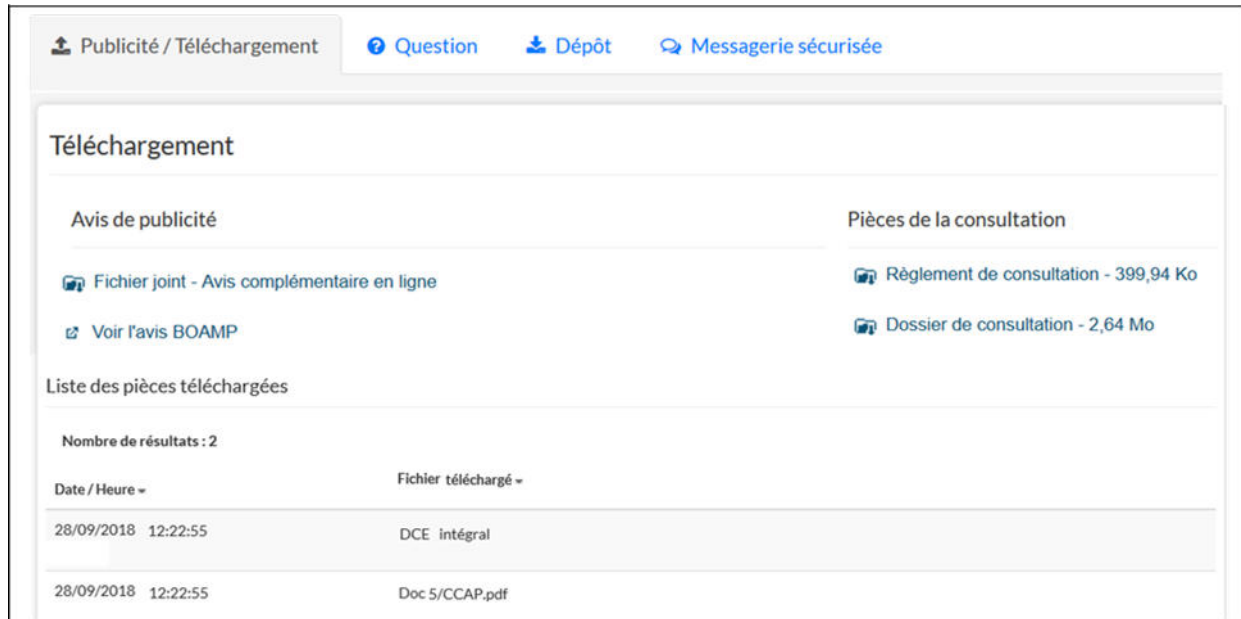 Publicité / Téléchargement Question Dépôt Messagerie sécurisée
Téléchargement
Avis de publicité
Fichier joint - Avis complémentaire en ligne
Voir l'avis BOAMP
Pièces de la consultation
Règlement de consultation - 399,94 Ko
Dossier de consultation - 2,64 Mo
Liste des pièces téléchargées
Nombre de résultats : 2
Date / Heure Fichier téléchargé
28/09/2018 12:22:55 DCE intégral
28/09/2018 12:22:55 Doc 5/CCAP.pdf